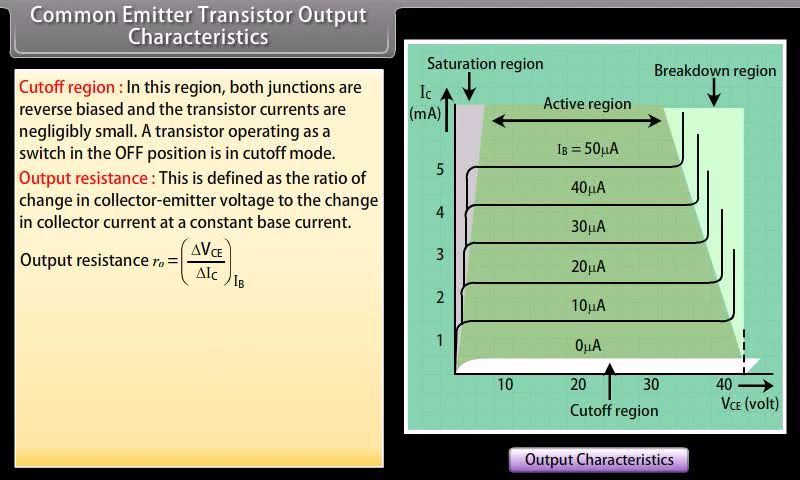 Common Emitter Transistor Output
Characteristics
Cutoff region : In this region, both junctions are
reverse biased and the transistor currents are
negligibly small. A transistor operating as a
switch in the OFF position is in cutoff mode.
Output resistance : This is defined as the ratio of
change in collector-emitter voltage to the change
in collector current at a constant base current.
Output resistance rₒ = (ΔVCE / ΔIC) IB
Saturation region
Breakdown region
IC
(mA)
Active region
IB = 50μA
5
40μA
4
30μA
3
20μA
2
10μA
1
0μA
10 20 30 40
VCE (volt)
Cutoff region
Output Characteristics